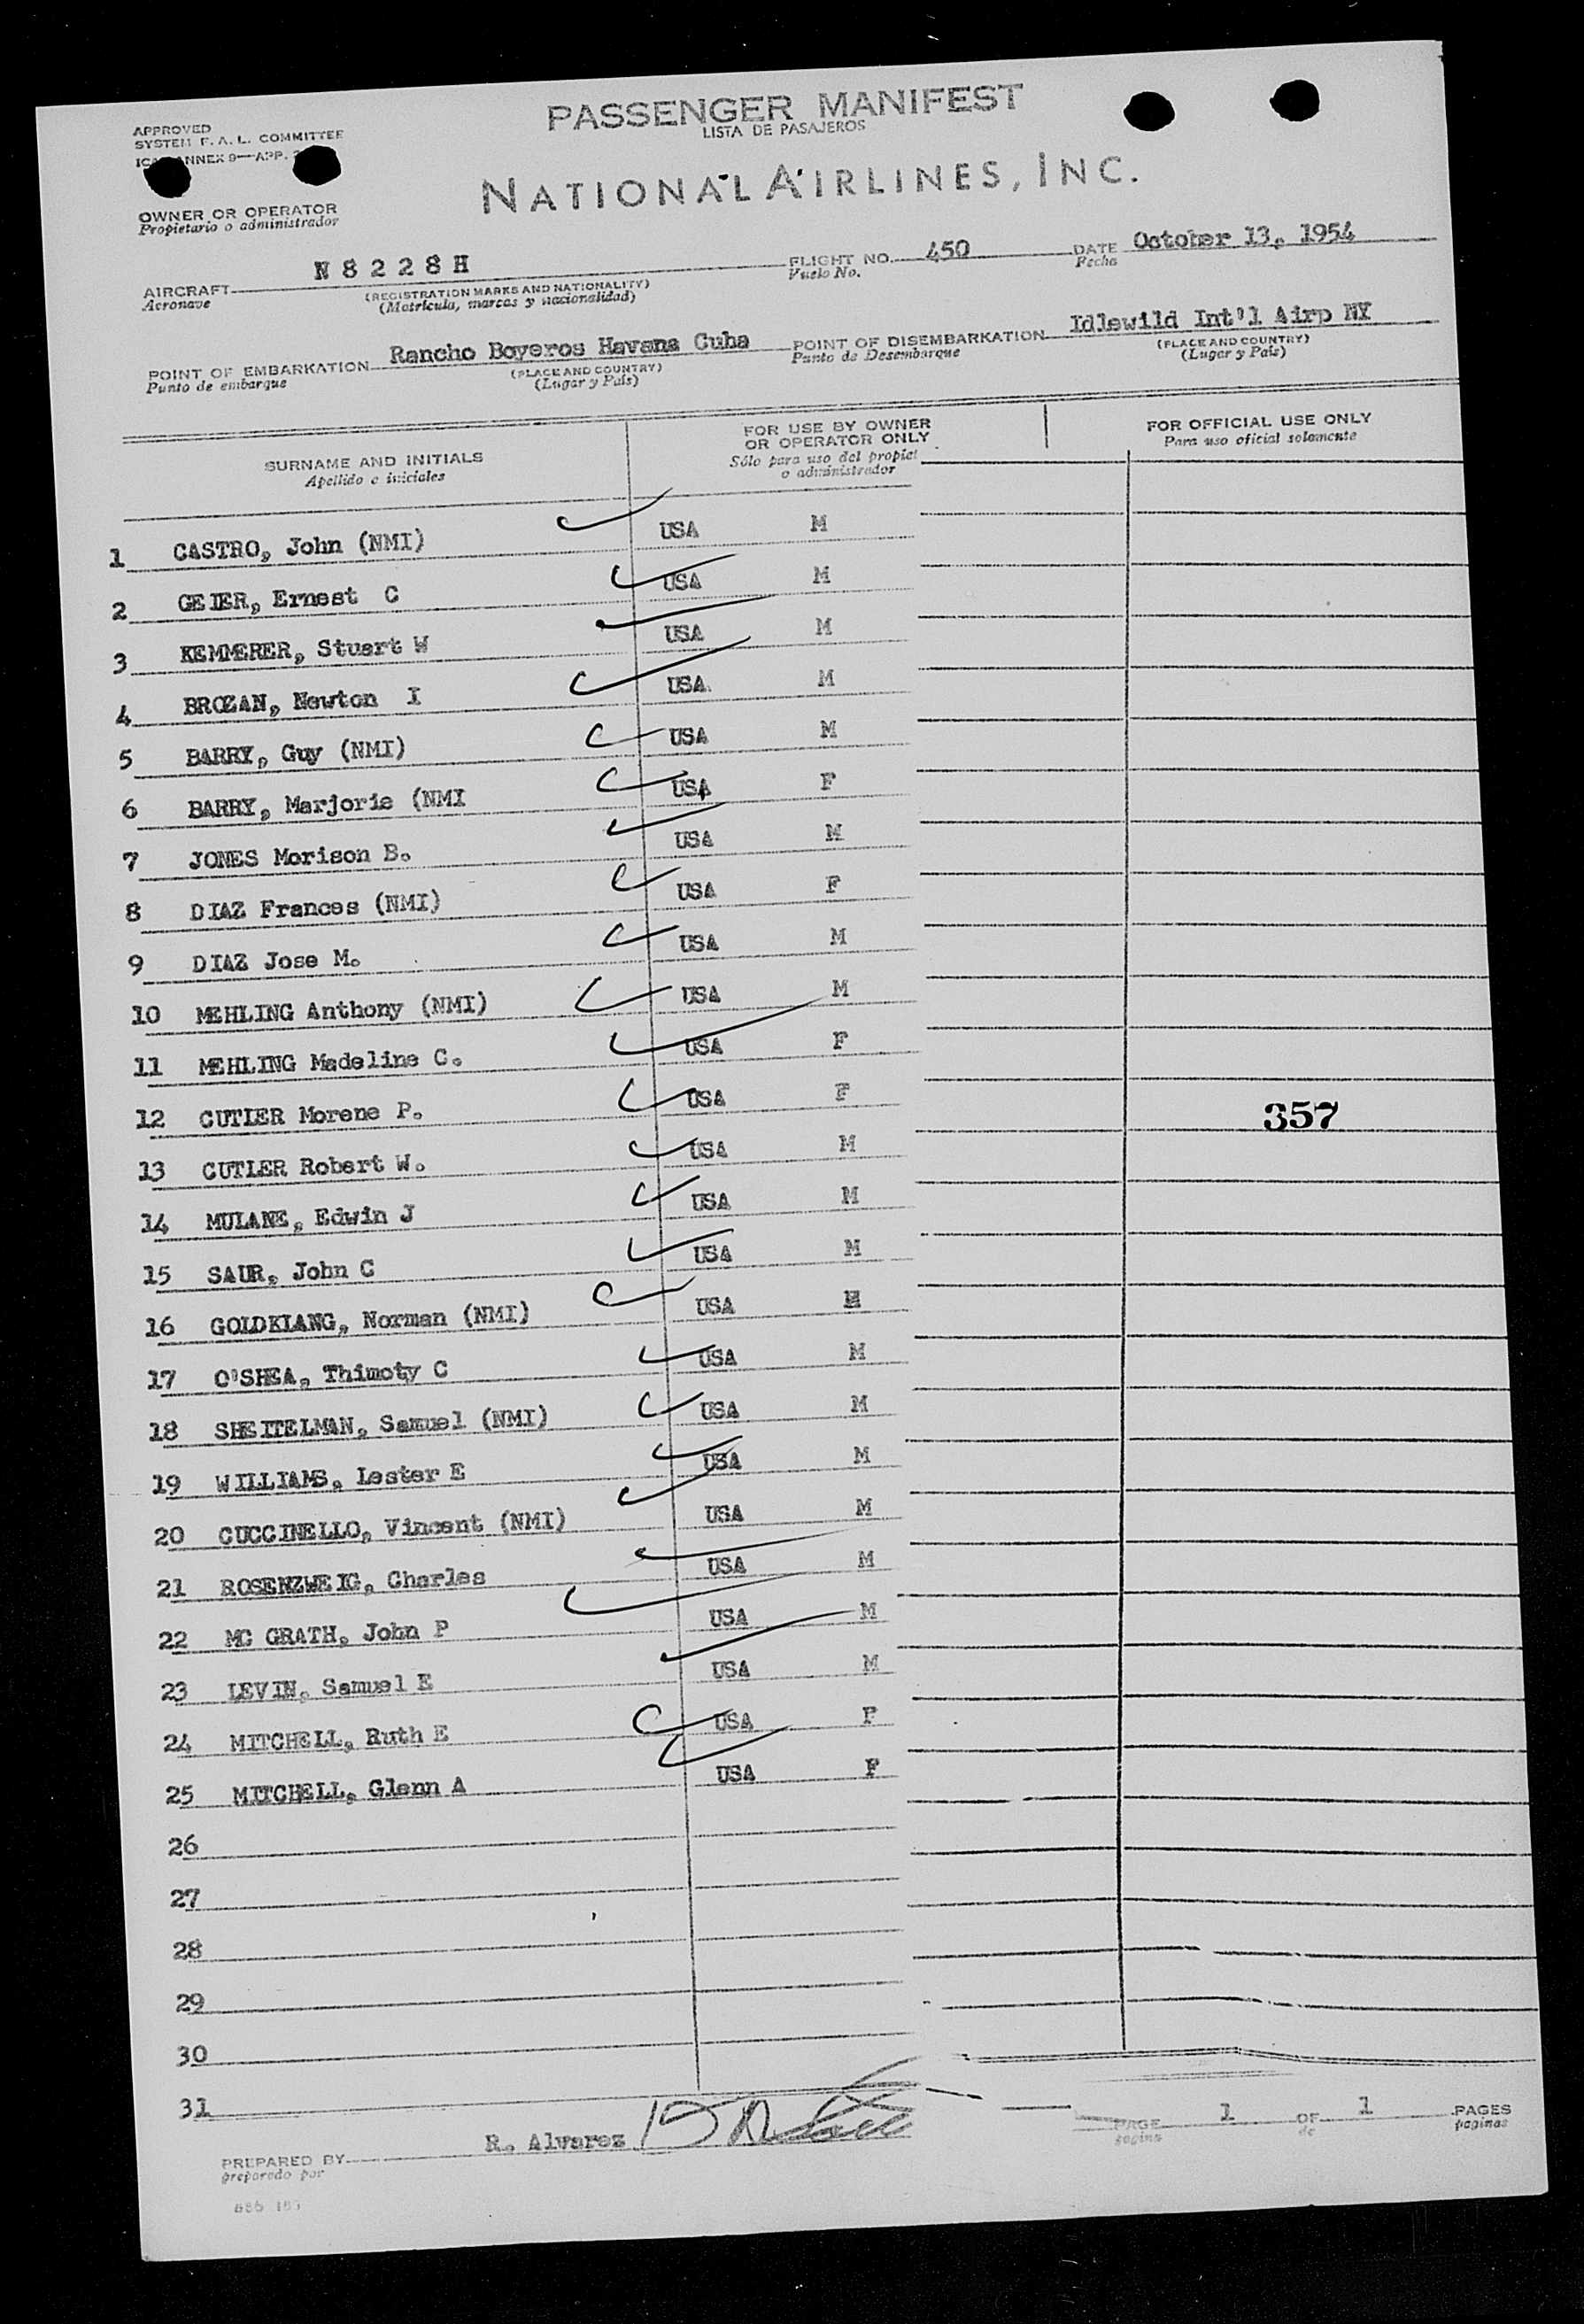 APPROVED
SYSTEM F. A. L. COMMITTEE
ANNEX 9—APP.
PASSENGER MANIFEST
LISTA DE PASAJEROS
NATIONAL AIRLINES, INC.
OWNER OR OPERATOR
Propietario o administrador
AIRCRAFT N 8 2 2 8 H FLIGHT NO. 450 DATE October 13, 1954
Aeronave (REGISTRATION MARKS AND NATIONALITY) Vuelo No. Fecha
(Matricula, marcas y nacionalidad)
POINT OF EMBARKATION Rancho Boyeros Havana Cuba POINT OF DISEMBARKATION Idlewild Int'l Airp NY
Punto de embarque (PLACE AND COUNTRY) Punto de Desembarque (PLACE AND COUNTRY)
(Lugar y País) (Lugar y País)
SURNAME AND INITIALS FOR USE BY OWNER OR OPERATOR ONLY FOR OFFICIAL USE ONLY
Apellido e iniciales Sólo para uso del propiet o administrador Para uso oficial solamente
1 CASTRO, John (NMI) USA M
2 GEIER, Ernest C USA M
3 KEMMERER, Stuart W USA M
4 BROZAN, Newton I USA M
5 BARRY, Guy (NMI) USA M
6 BARRY, Marjorie (NMI USA F
7 JONES Morison B. USA M
8 DIAZ Frances (NMI) USA F
9 DIAZ Jose M. USA M
10 MEHLING Anthony (NMI) USA M
11 MEHLING Madeline C. USA F
12 CUTLER Morene P. USA F 357
13 CUTLER Robert W. USA M
14 MULANE, Edwin J USA M
15 SAUR, John C USA M
16 GOLDKLANG, Norman (NMI) USA M
17 O'SHEA, Thimoty C USA M
18 SHEITELMAN, Samuel (NMI) USA M
19 WILLIAMS, Lester E USA M
20 CUCCINELLO, Vincent (NMI) USA M
21 ROSENZWEIG, Charles USA M
22 MC GRATH, John P USA M
23 LEVIN, Samuel E USA M
24 MITCHELL, Ruth E USA F
25 MITCHELL, Glenn A USA F
26
27
28
29
30
31
PREPARED BY R. Alvarez PAGE 1 OF 1 PAGES
preparado por pagina de paginas